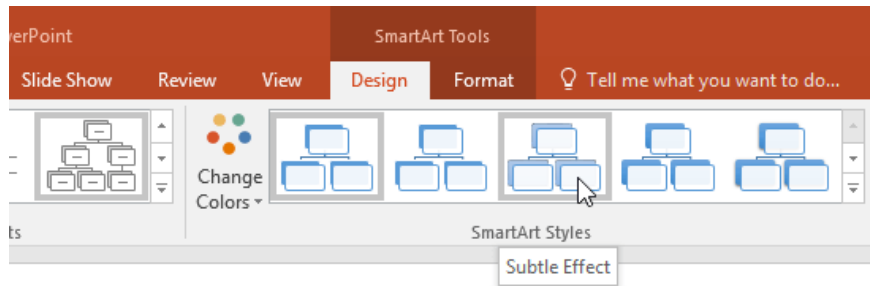 verPoint
SmartArt Tools
Slide Show Review View Design Format Tell me what you want to do...
Change
Colors
ts
SmartArt Styles
Subtle Effect